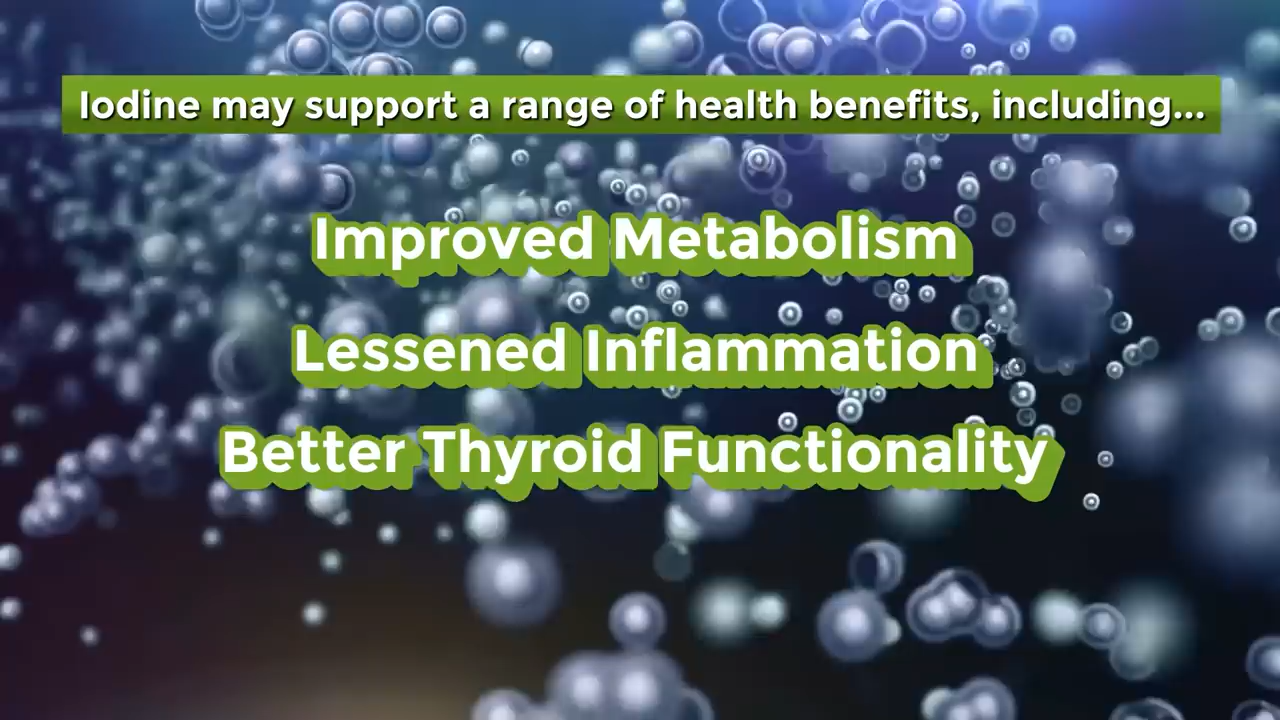 Iodine may support a range of health benefits, including...
Improved Metabolism
Lessened Inflammation
Better Thyroid Functionality